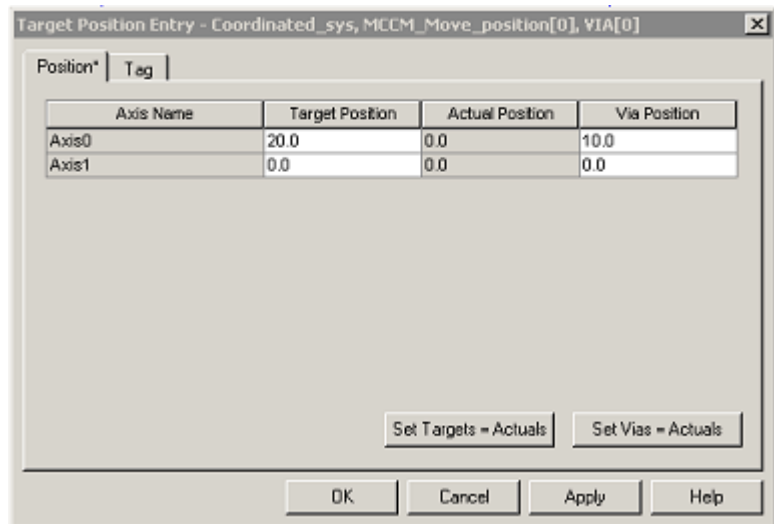 Target Position Entry - Coordinated_sys, MCCM_Move_position[0], VIA[0]
Position* Tag
Axis Name Target Position Actual Position Via Position
Axis0 20.0 0.0 10.0
Axis1 0.0 0.0 0.0
Set Targets = Actuals Set Vias = Actuals
OK Cancel Apply Help